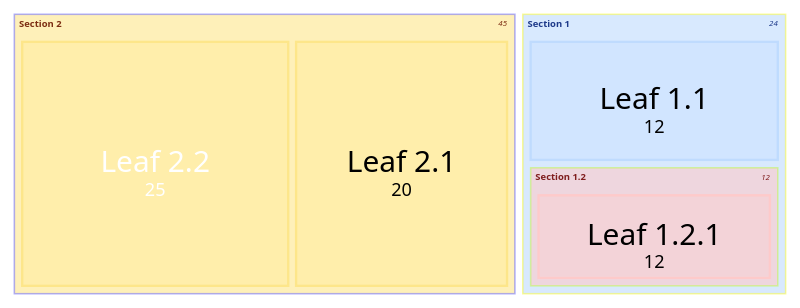 Section 2
45
Leaf 2.2
25
Leaf 2.1
20
Section 1
24
Leaf 1.1
12
Section 1.2
12
Leaf 1.2.1
12